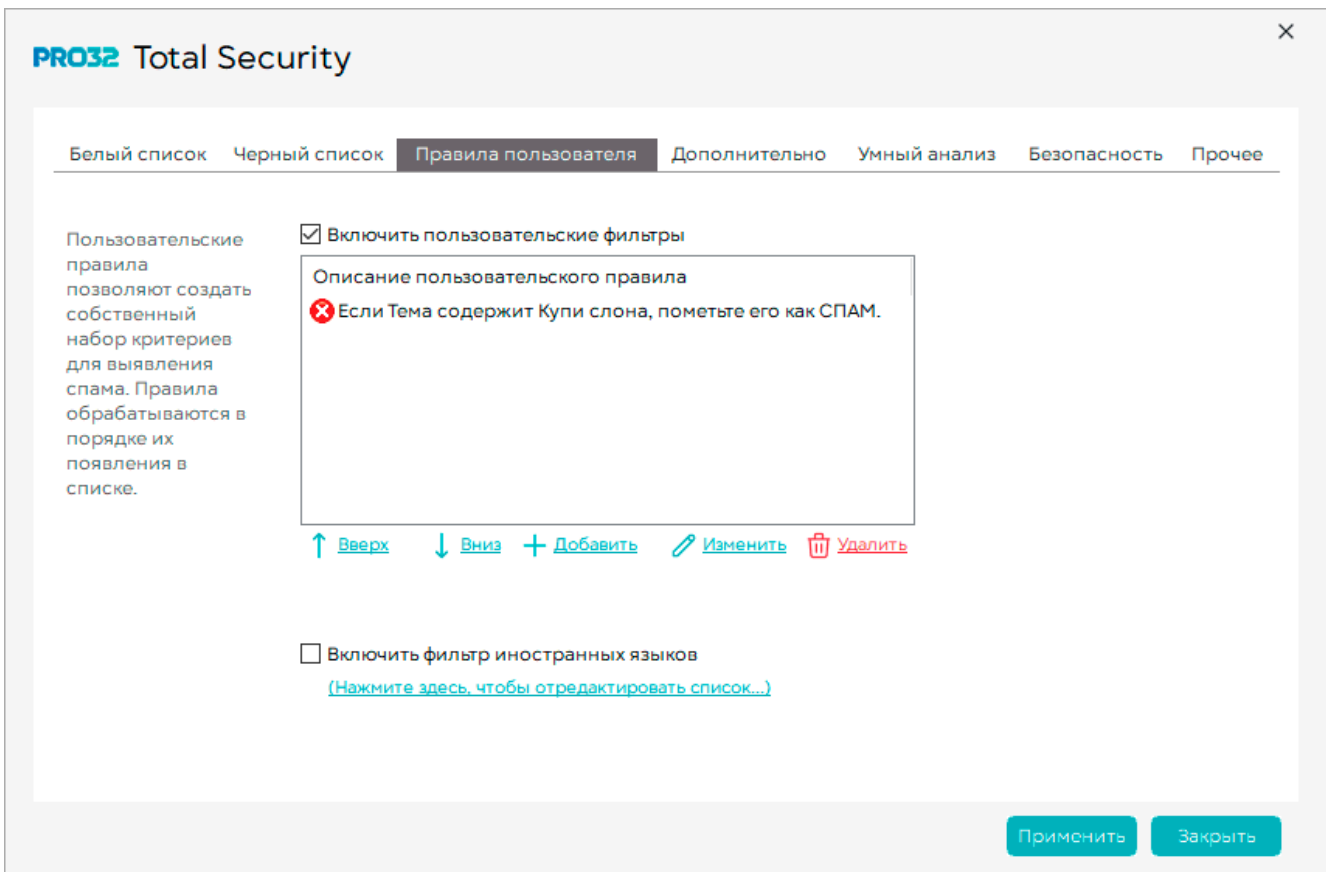 PRO32 Total Security
Белый список Черный список Правила пользователя Дополнительно Умный анализ Безопасность Прочее
Пользовательские
правила
позволяют создать
собственный
набор критериев
для выявления
спама. Правила
обрабатываются в
порядке их
появления в
списке.
Включить пользовательские фильтры
Описание пользовательского правила
Если Тема содержит Купи слона, пометьте его как СПАМ.
Вверх Вниз Добавить Изменить Удалить
Включить фильтр иностранных языков
(Нажмите здесь, чтобы отредактировать список...)
Применить Закрыть